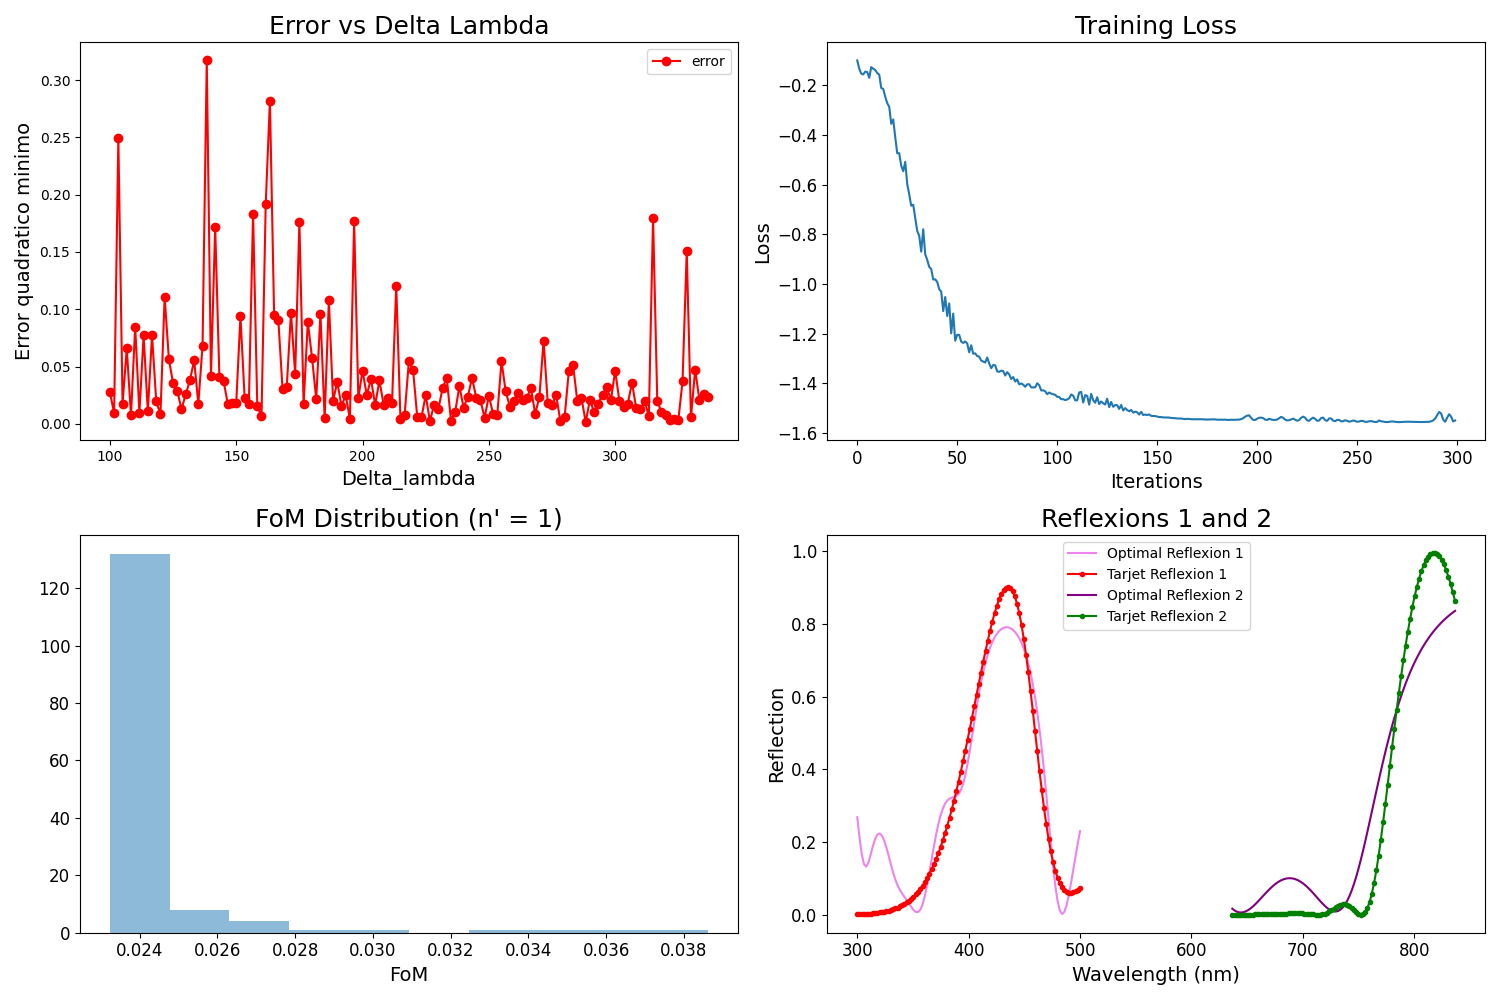 Error vs Delta Lambda
error
Error quadratico minimo
0.30
0.25
0.20
0.15
0.10
0.05
0.00
100 150 200 250 300
Delta_lambda
Training Loss
Loss
−0.2
−0.4
−0.6
−0.8
−1.0
−1.2
−1.4
−1.6
0 50 100 150 200 250 300
Iterations
FoM Distribution (n' = 1)
120
100
80
60
40
20
0
0.024 0.026 0.028 0.030 0.032 0.034 0.036 0.038
FoM
Reflexions 1 and 2
Optimal Reflexion 1
Tarjet Reflexion 1
Optimal Reflexion 2
Tarjet Reflexion 2
Reflection
1.0
0.8
0.6
0.4
0.2
0.0
300 400 500 600 700 800
Wavelength (nm)